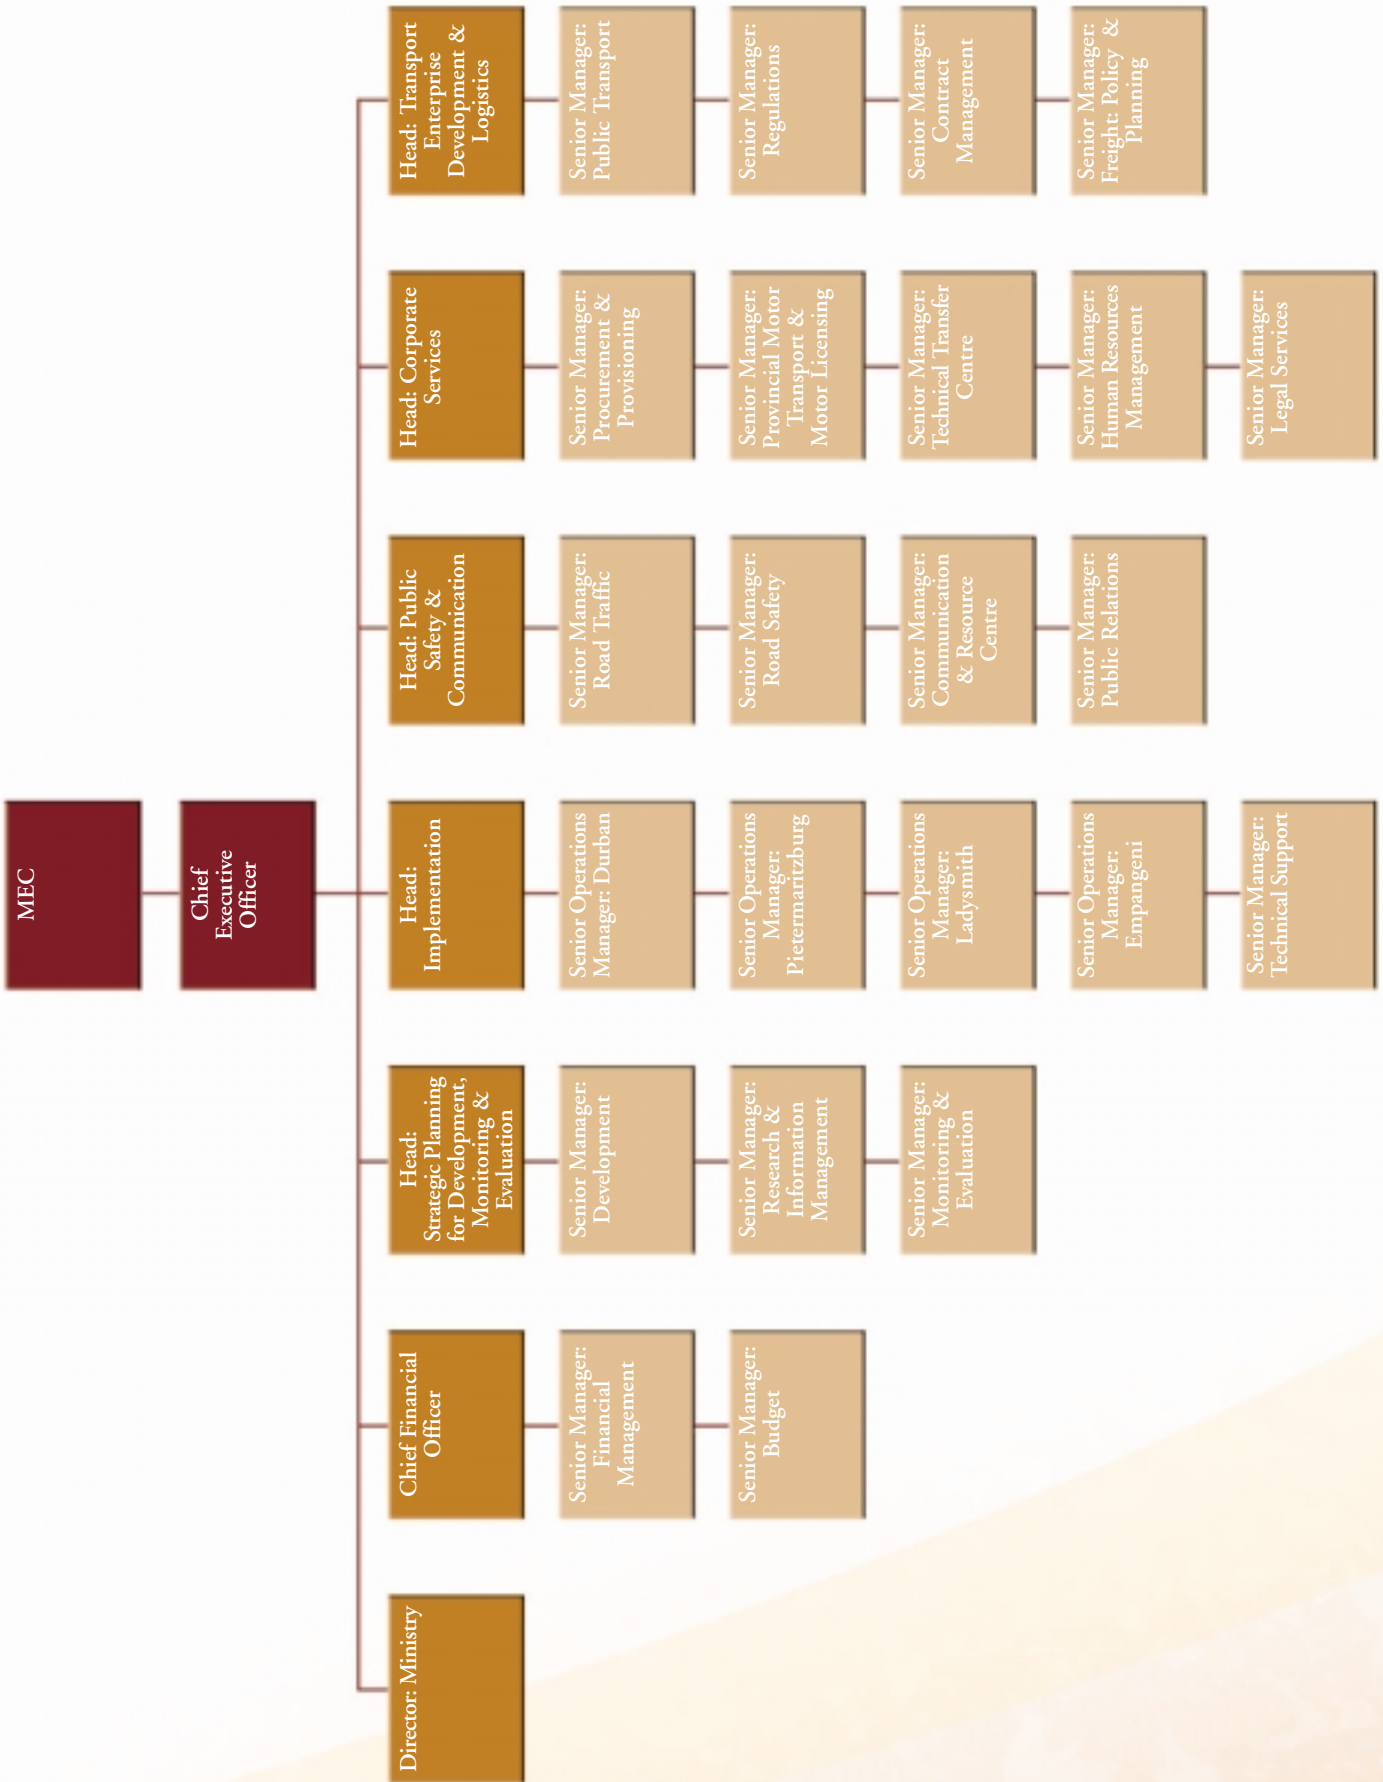 MEC
Chief
Executive
Officer
Director: Ministry
Chief Financial
Officer
Senior Manager:
Financial
Management
Senior Manager:
Budget
Head:
Strategic Planning
for Development,
Monitoring &
Evaluation
Senior Manager:
Development
Senior Manager:
Research &
Information
Management
Senior Manager:
Monitoring &
Evaluation
Head:
Implementation
Senior Operations
Manager: Durban
Senior Operations
Manager:
Pietermaritzburg
Senior Operations
Manager:
Ladysmith
Senior Operations
Manager:
Empangeni
Senior Manager:
Technical Support
Head: Public
Safety &
Communication
Senior Manager:
Road Traffic
Senior Manager:
Road Safety
Senior Manager:
Communication
& Resource
Centre
Senior Manager:
Public Relations
Head: Corporate
Services
Senior Manager:
Procurement &
Provisioning
Senior Manager:
Provincial Motor
Transport &
Motor Licensing
Senior Manager:
Technical Transfer
Centre
Senior Manager:
Human Resources
Management
Senior Manager:
Legal Services
Head: Transport
Enterprise
Development &
Logistics
Senior Manager:
Public Transport
Senior Manager:
Regulations
Senior Manager:
Contract
Management
Senior Manager:
Freight: Policy &
Planning